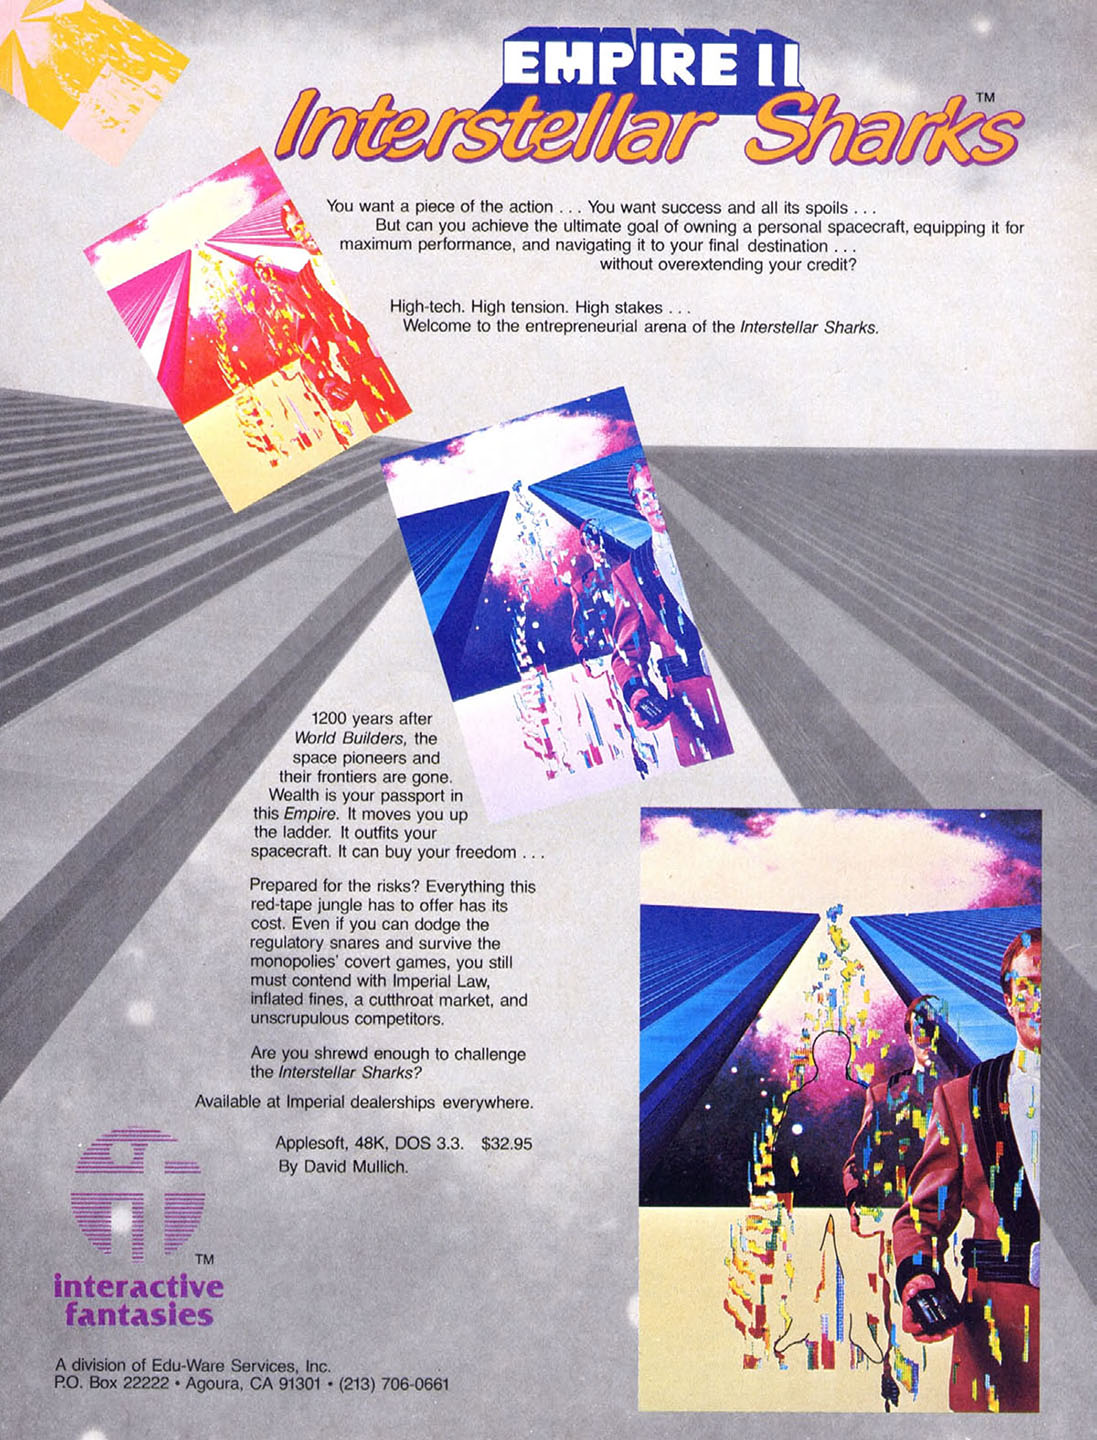 EMPIRE II
Interstellar Sharks™
You want a piece of the action . . . You want success and all its spoils . . .
But can you achieve the ultimate goal of owning a personal spacecraft, equipping it for
maximum performance, and navigating it to your final destination . . .
without overextending your credit?
High-tech. High tension. High stakes . . .
Welcome to the entrepreneurial arena of the Interstellar Sharks.
1200 years after
World Builders, the
space pioneers and
their frontiers are gone.
Wealth is your passport in
this Empire. It moves you up
the ladder. It outfits your
spacecraft. It can buy your freedom . . .
Prepared for the risks? Everything this
red-tape jungle has to offer has its
cost. Even if you can dodge the
regulatory snares and survive the
monopolies' covert games, you still
must contend with Imperial Law,
inflated fines, a cutthroat market, and
unscrupulous competitors.
Are you shrewd enough to challenge
the Interstellar Sharks?
Available at Imperial dealerships everywhere.
Applesoft, 48K, DOS 3.3. $32.95
By David Mullich.
TM
interactive
fantasies
A division of Edu-Ware Services, Inc.
P.O. Box 22222 • Agoura, CA 91301 • (213) 706-0661